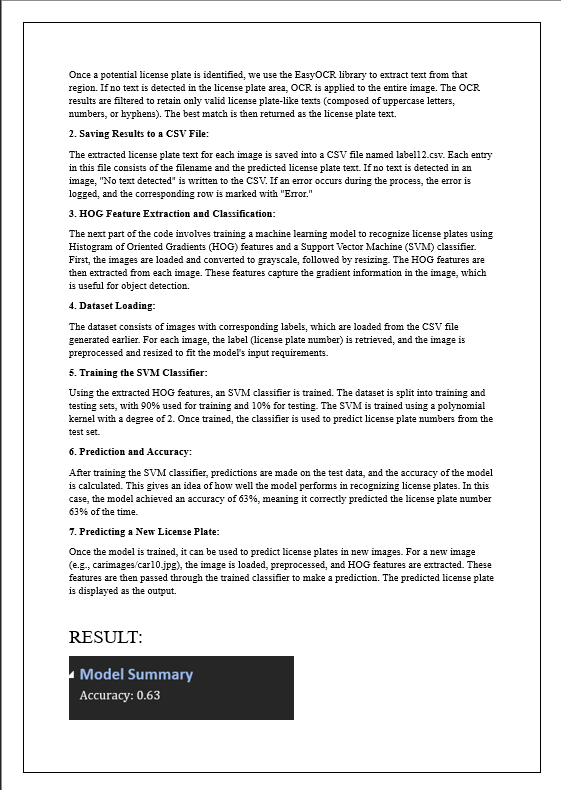 Once a potential license plate is identified, we use the EasyOCR library to extract text from that
region. If no text is detected in the license plate area, OCR is applied to the entire image. The OCR
results are filtered to retain only valid license plate-like texts (composed of uppercase letters,
numbers, or hyphens). The best match is then returned as the license plate text.
2. Saving Results to a CSV File:
The extracted license plate text for each image is saved into a CSV file named label12.csv. Each entry
in this file consists of the filename and the predicted license plate text. If no text is detected in an
image, "No text detected" is written to the CSV. If an error occurs during the process, the error is
logged, and the corresponding row is marked with "Error."
3. HOG Feature Extraction and Classification:
The next part of the code involves training a machine learning model to recognize license plates using
Histogram of Oriented Gradients (HOG) features and a Support Vector Machine (SVM) classifier.
First, the images are loaded and converted to grayscale, followed by resizing. The HOG features are
then extracted from each image. These features capture the gradient information in the image, which
is useful for object detection.
4. Dataset Loading:
The dataset consists of images with corresponding labels, which are loaded from the CSV file
generated earlier. For each image, the label (license plate number) is retrieved, and the image is
preprocessed and resized to fit the model's input requirements.
5. Training the SVM Classifier:
Using the extracted HOG features, an SVM classifier is trained. The dataset is split into training and
testing sets, with 90% used for training and 10% for testing. The SVM is trained using a polynomial
kernel with a degree of 2. Once trained, the classifier is used to predict license plate numbers from the
test set.
6. Prediction and Accuracy:
After training the SVM classifier, predictions are made on the test data, and the accuracy of the model
is calculated. This gives an idea of how well the model performs in recognizing license plates. In this
case, the model achieved an accuracy of 63%, meaning it correctly predicted the license plate number
63% of the time.
7. Predicting a New License Plate:
Once the model is trained, it can be used to predict license plates in new images. For a new image
(e.g., carimages/car10.jpg), the image is loaded, preprocessed, and HOG features are extracted. These
features are then passed through the trained classifier to make a prediction. The predicted license plate
is displayed as the output.
RESULT:
Model Summary
Accuracy: 0.63